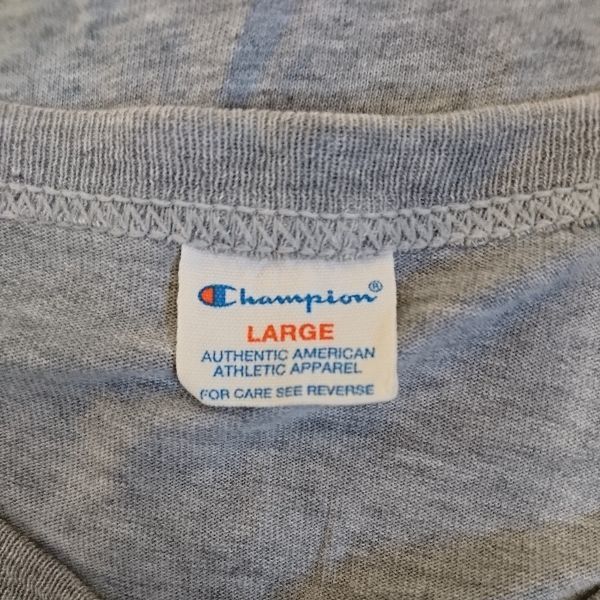 Champion®
LARGE
AUTHENTIC AMERICAN
ATHLETIC APPAREL
FOR CARE SEE REVERSE